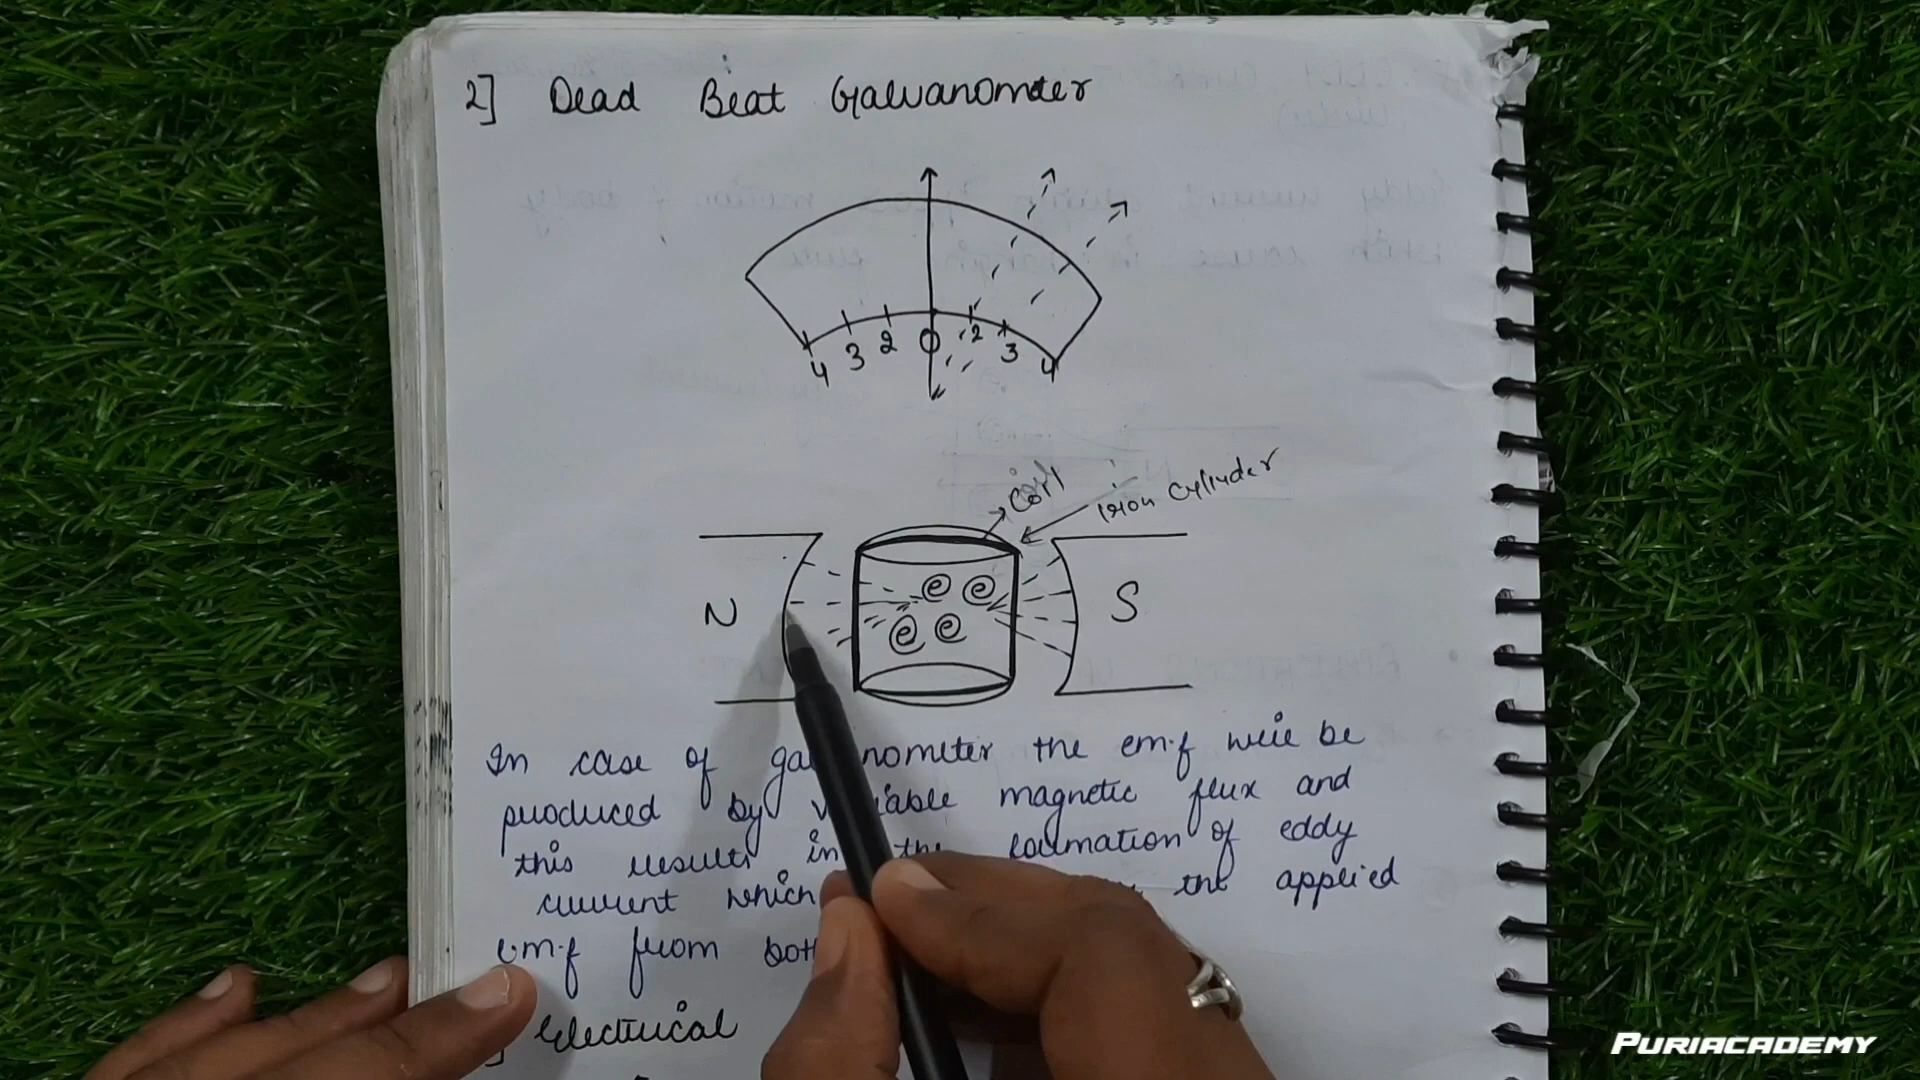 2] Dead Beat Galvanometer
4 3 2 0 2 3 4
Coil
iron Cylinder
N e e e e S
In case of the em.f will be
produced by magnetic flux and
this results in the formation of eddy
current which the applied
em.f from
Electrical
PURIACADEMY